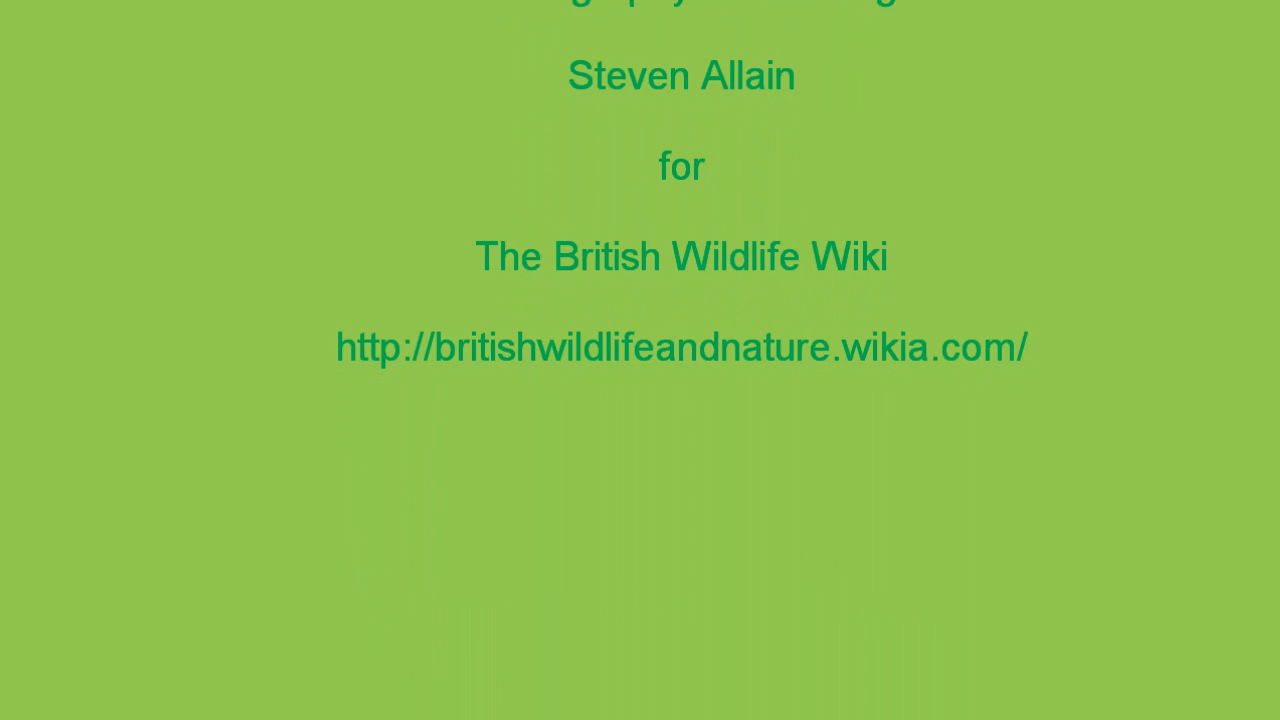 Steven Allain
for
The British Wildlife Wiki
http://britishwildlifeandnature.wikia.com/